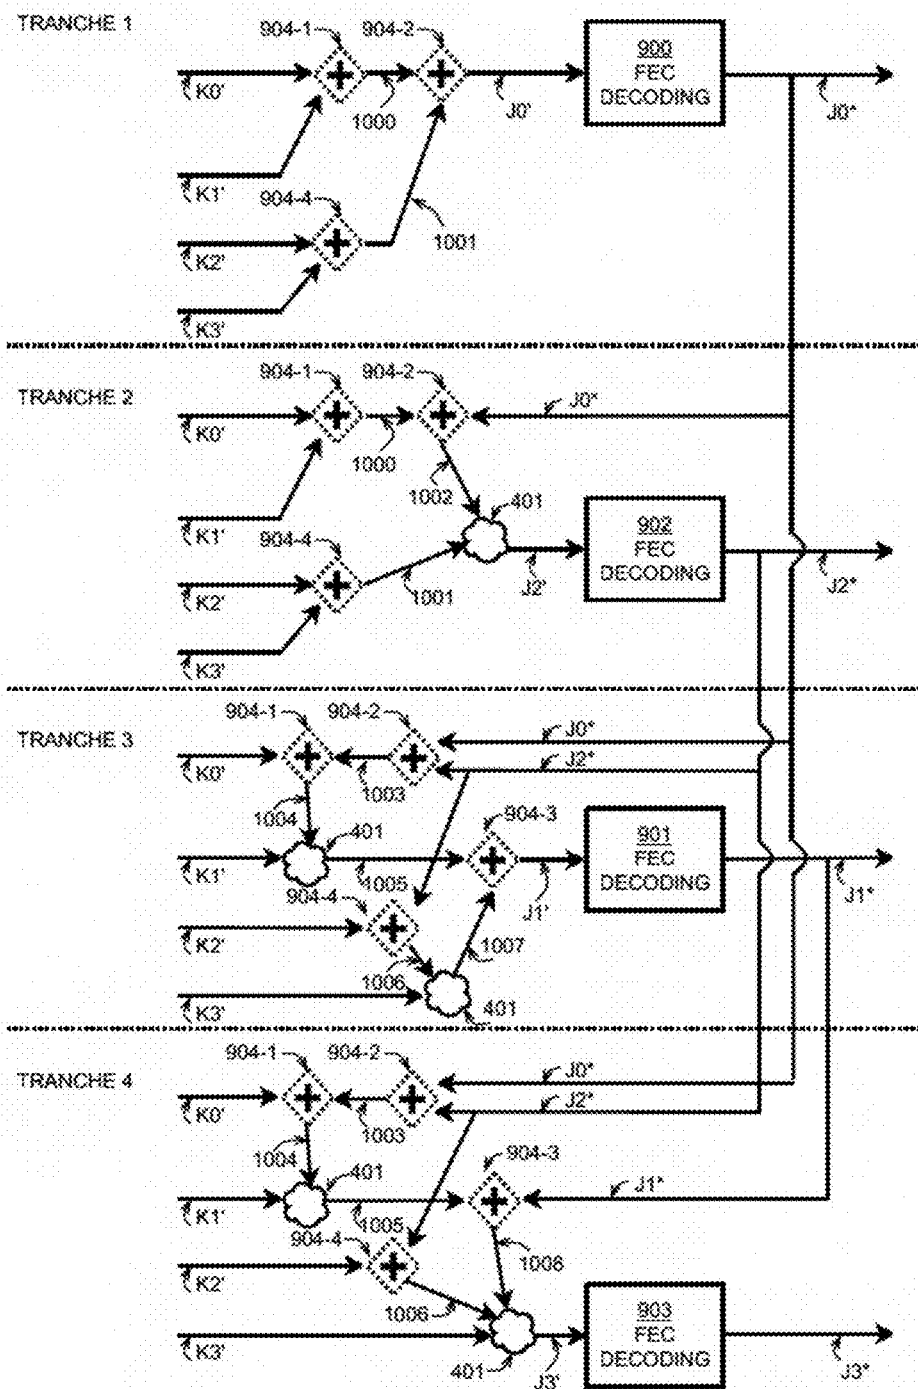 TRANCHE 1
904-1
904-2
K0'
1000
J0'
900
FEC
DECODING
J0*
K1'
904-4
1001
K2'
K3'
TRANCHE 2
904-1
904-2
J0*
K0'
1000
1002
401
K1'
904-4
902
FEC
DECODING
J2'
J2*
1001
K2'
K3'
TRANCHE 3
904-1
904-2
J0*
J2*
K0'
1003
1004
401
904-3
901
FEC
DECODING
K1'
1005
J1'
J1*
904-4
K2'
1006
1007
K3'
401
TRANCHE 4
904-1
904-2
J0*
J2*
K0'
1003
1004
401
904-3
J1*
K1'
1005
904-4
1008
K2'
1006
903
FEC
DECODING
K3'
401
J3'
J3*